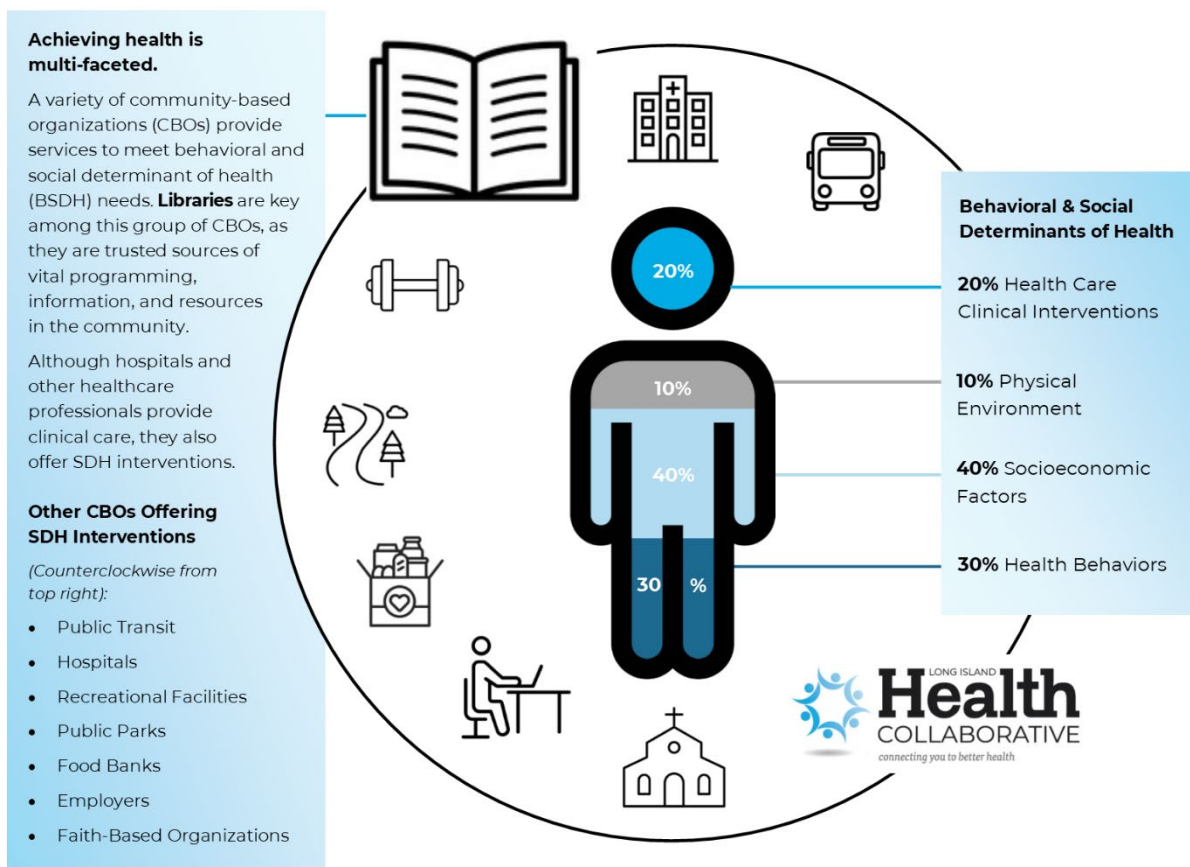 Achieving health is
multi-faceted.
A variety of community-based
organizations (CBOs) provide
services to meet behavioral and
social determinant of health
(BSDH) needs. Libraries are key
among this group of CBOs, as
they are trusted sources of
vital programming,
information, and resources
in the community.
Although hospitals and
other healthcare
professionals provide
clinical care, they also
offer SDH interventions.
Other CBOs Offering
SDH Interventions
(Counterclockwise from
top right):
• Public Transit
• Hospitals
• Recreational Facilities
• Public Parks
• Food Banks
• Employers
• Faith-Based Organizations
20%
10%
40%
30 %
Behavioral & Social
Determinants of Health
20% Health Care
Clinical Interventions
10% Physical
Environment
40% Socioeconomic
Factors
30% Health Behaviors
LONG ISLAND
Health
COLLABORATIVE
connecting you to better health